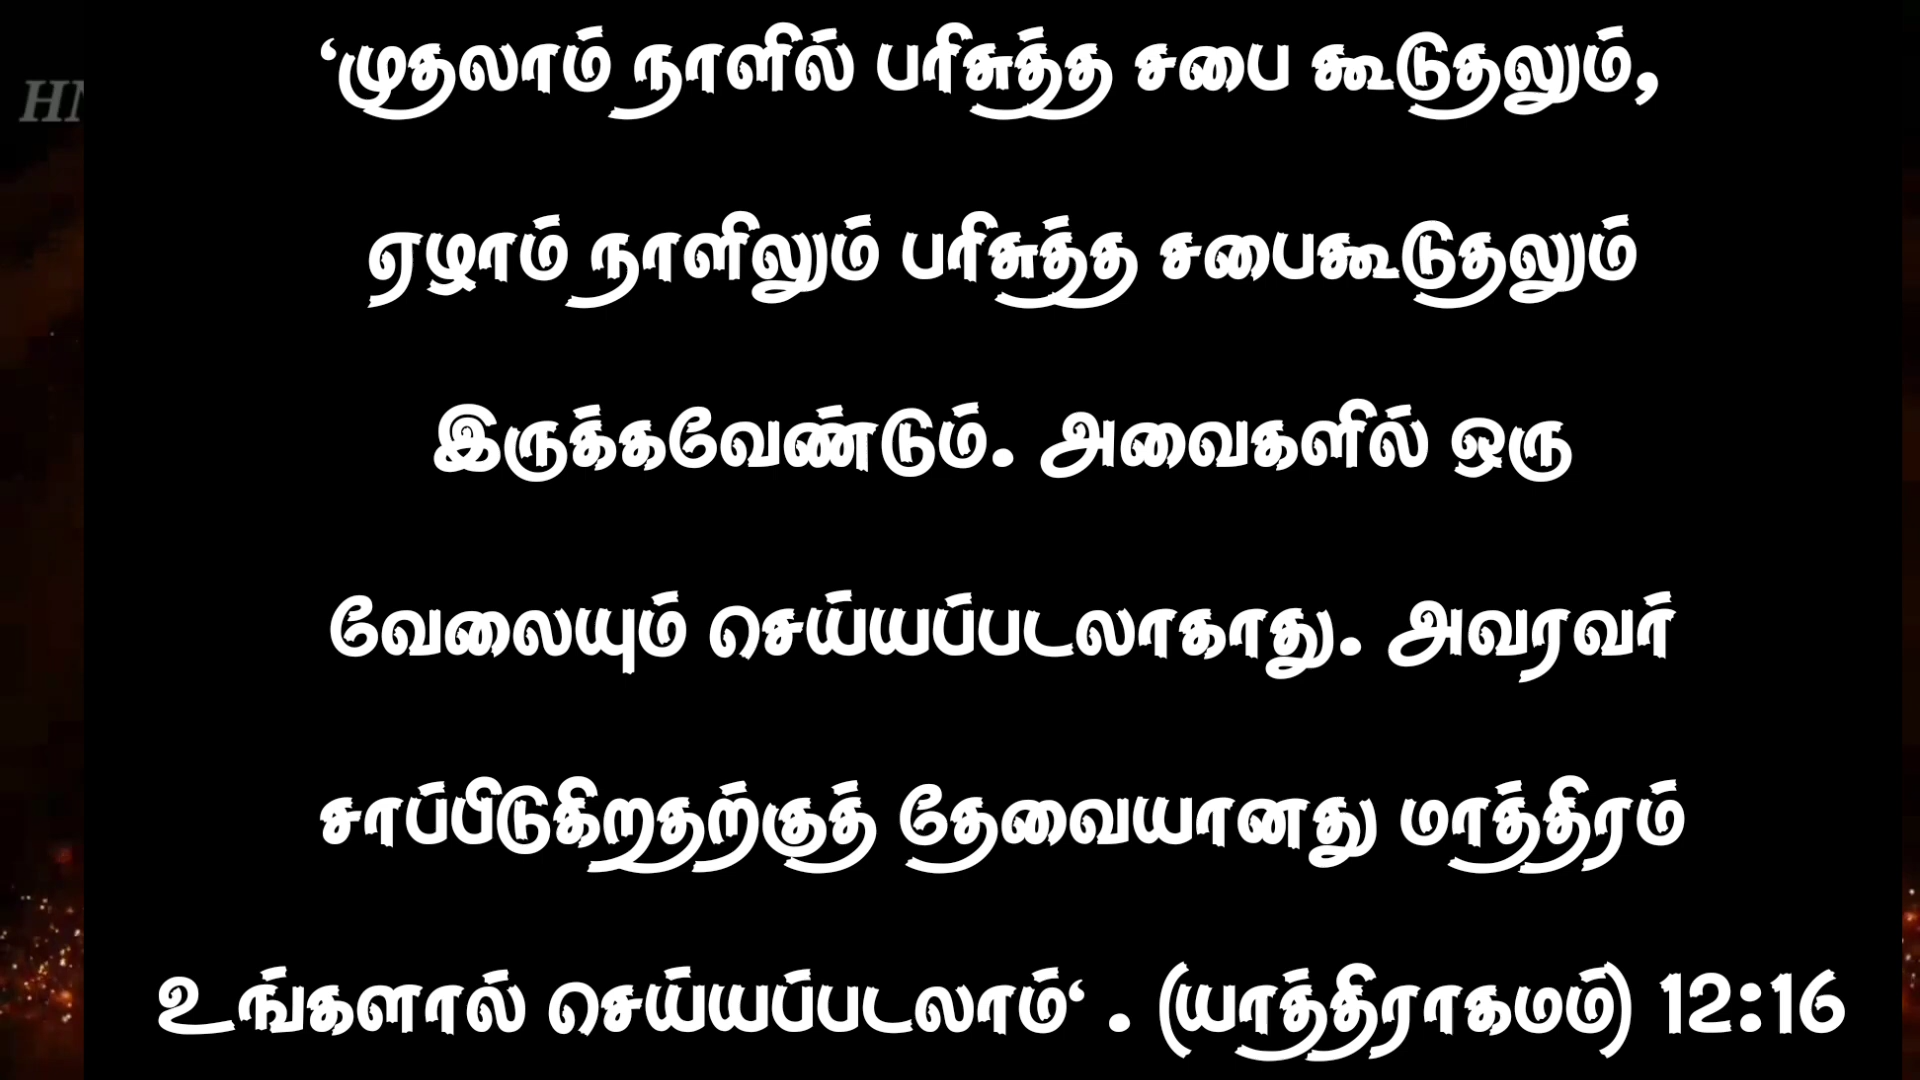 ‘ழுதலாம் நாளில் பரிசுத்த சபை கூடுதலும்,
HN
ஏழாம் நாளிலும் பரிசுத்த சபைகூடுதலும்
இருக்கவேண்டும். அவைகளில் ஒரு
வேலையும் செய்யப்படலாகாது. அவரவர்
சாப்பிடுகிறதற்குத் தேவையானது மாத்திரம்
உங்களால் செய்யப்படலாம்‘ . (யாத்திராகமம்) 12:16